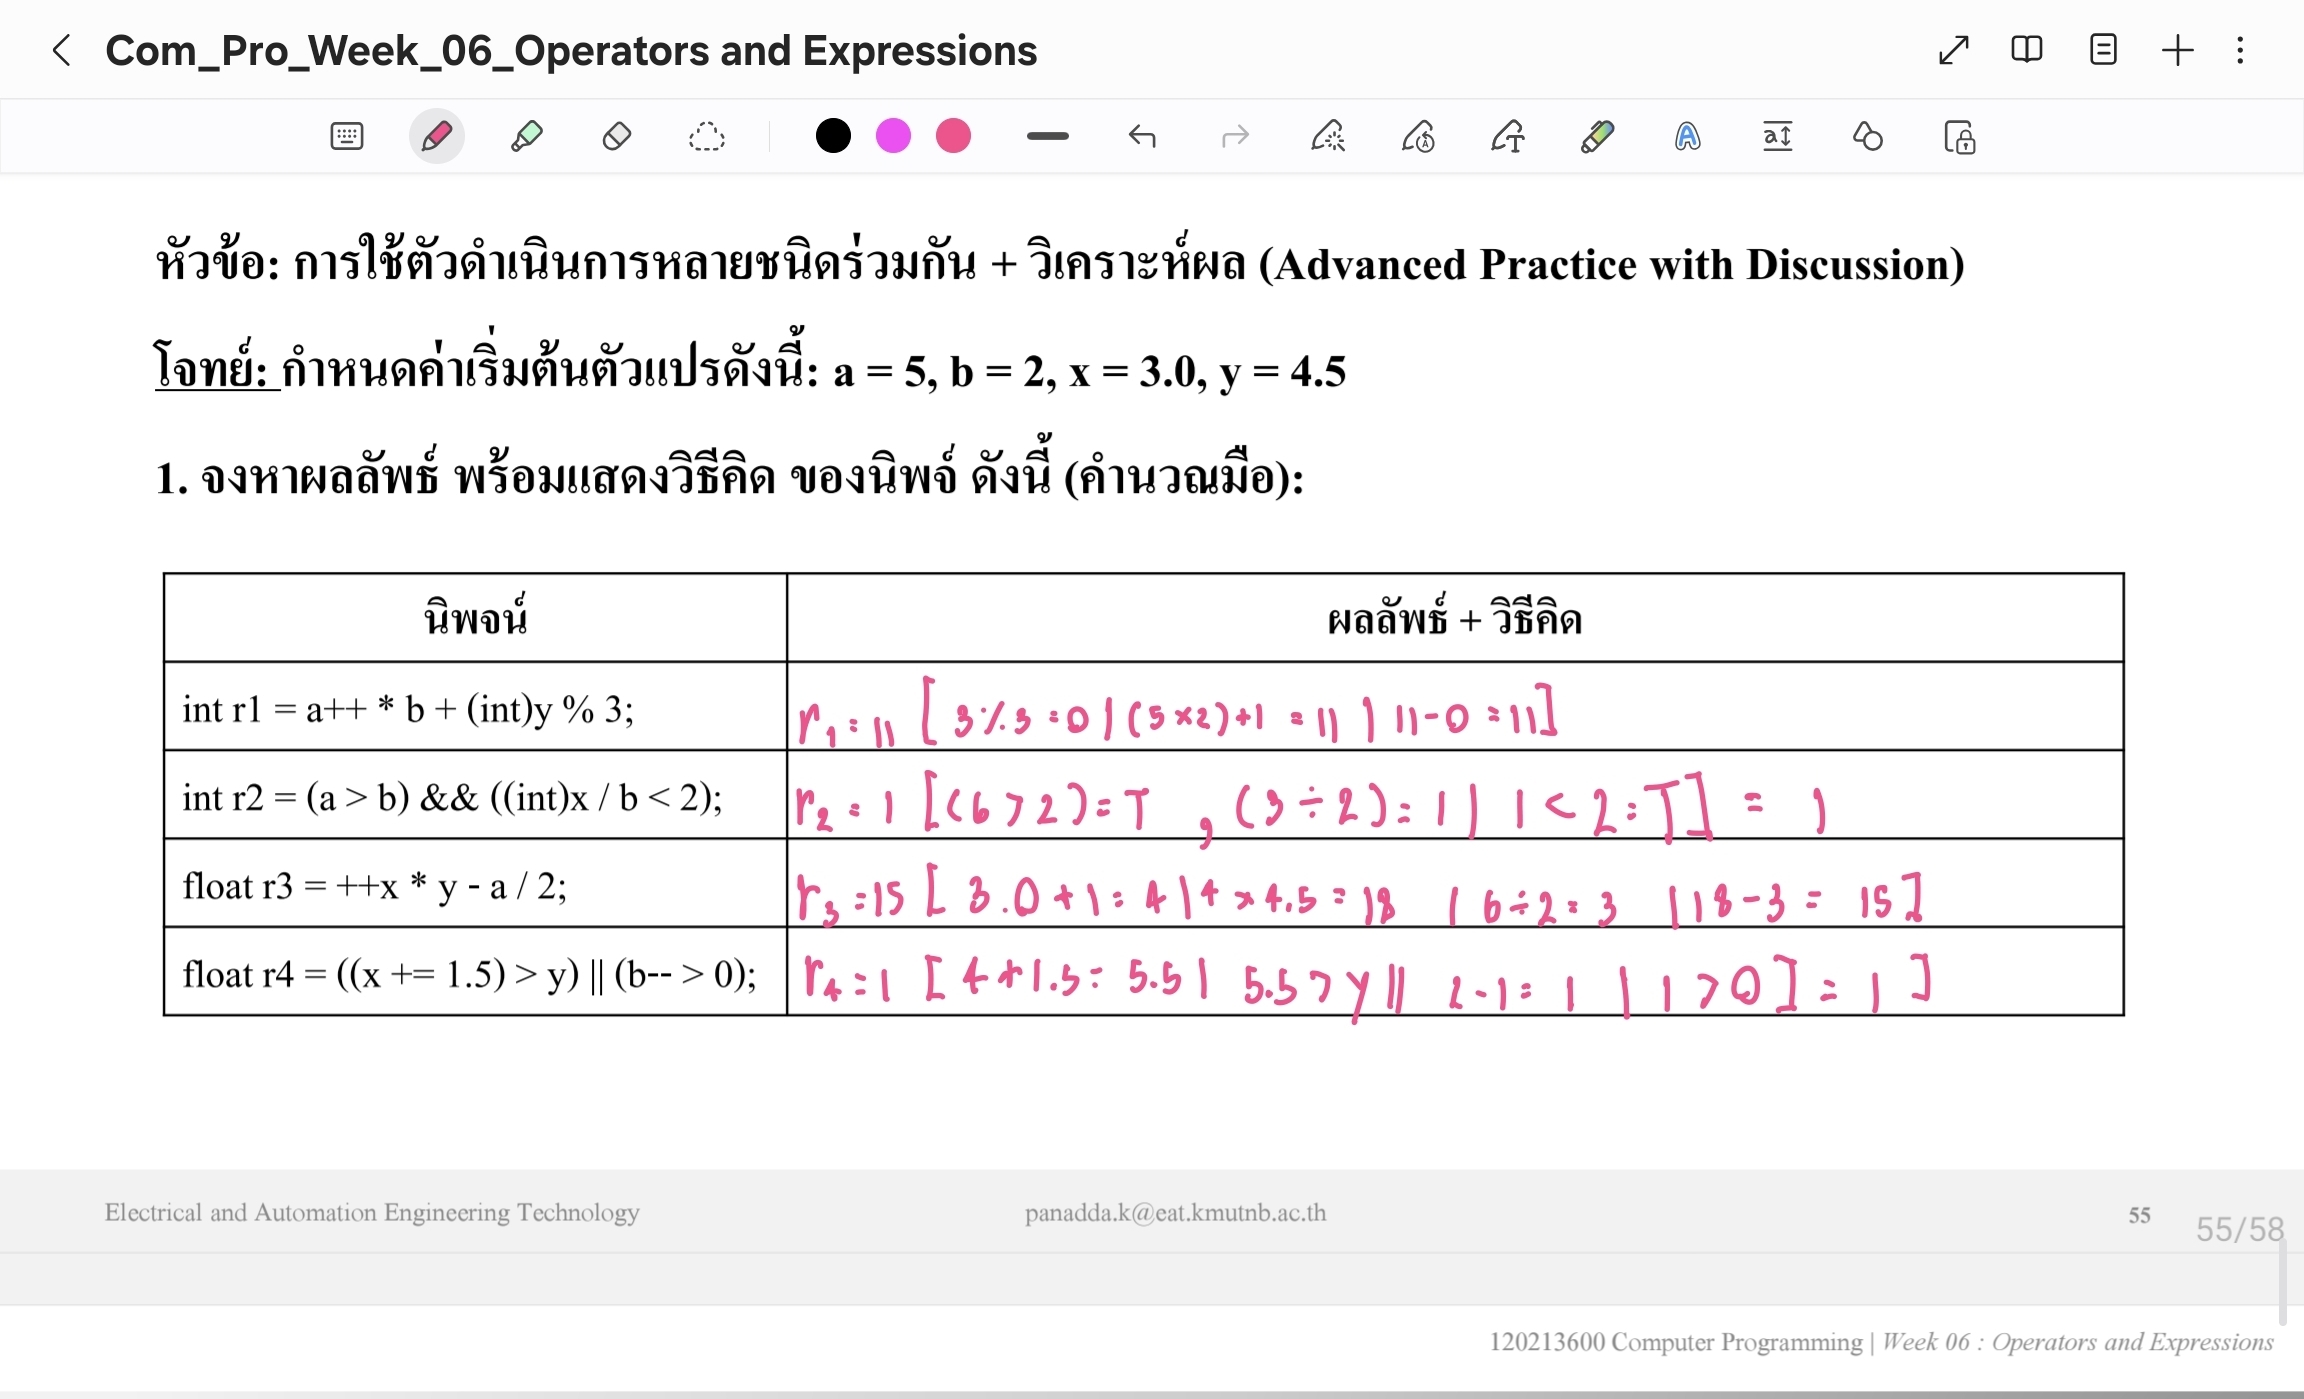 Com_Pro_Week_06_Operators and Expressions
หัวข้อ: การใช้ตัวดำเนินการหลายชนิดร่วมกัน + วิเคราะห์ผล (Advanced Practice with Discussion)
โจทย์: กำหนดค่าเริ่มต้นตัวแปรดังนี้: a = 5, b = 2, x = 3.0, y = 4.5
1. จงหาผลลัพธ์ พร้อมแสดงวิธีคิด ของนิพจ์ ดังนี้ (คำนวณมือ):
นิพจน์ ผลลัพธ์ + วิธีคิด
int r1 = a++ * b + (int)y % 3; r1 = 11 [ 3 % 3 = 0 | (5 × 2) + 1 = 11 | 11 - 0 = 11 ]
int r2 = (a > b) && ((int)x / b < 2); r2 = 1 [ (6 > 2) = T , (3 ÷ 2) = 1 | 1 < 2 = T ] = 1
float r3 = ++x * y - a / 2; r3 = 15 [ 3.0 + 1 = 4 | 4 × 4.5 = 18 | 6 ÷ 2 = 3 | 18 - 3 = 15 ]
float r4 = ((x += 1.5) > y) || (b-- > 0); r4 = 1 [ 4 + 1.5 = 5.5 | 5.5 > y || 2 - 1 = 1 | 1 > 0 ] = 1 ]
Electrical and Automation Engineering Technology panadda.k@eat.kmutnb.ac.th 55
55/58
120213600 Computer Programming | Week 06 : Operators and Expressions